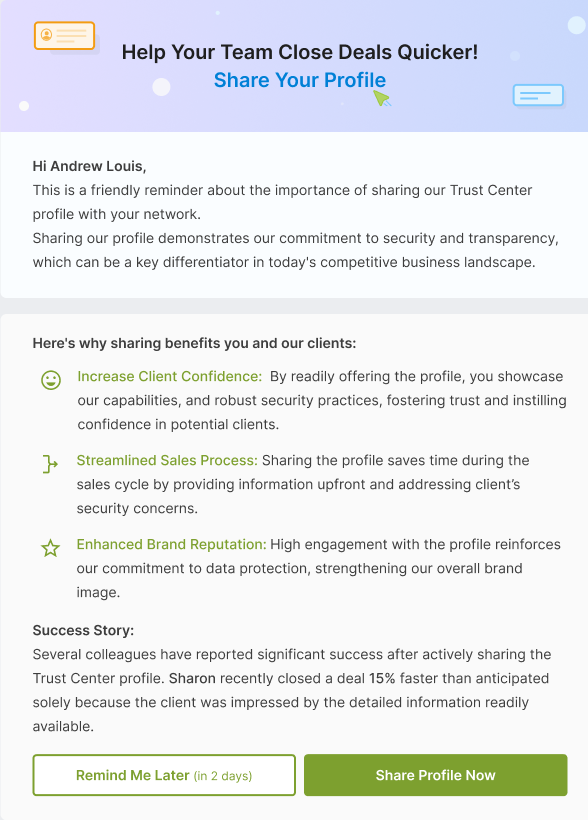 Help Your Team Close Deals Quicker!
Share Your Profile
Hi Andrew Louis,
This is a friendly reminder about the importance of sharing our Trust Center
profile with your network.
Sharing our profile demonstrates our commitment to security and transparency,
which can be a key differentiator in today's competitive business landscape.
Here's why sharing benefits you and our clients:
Increase Client Confidence: By readily offering the profile, you showcase
our capabilities, and robust security practices, fostering trust and instilling
confidence in potential clients.
Streamlined Sales Process: Sharing the profile saves time during the
sales cycle by providing information upfront and addressing client’s
security concerns.
Enhanced Brand Reputation: High engagement with the profile reinforces
our commitment to data protection, strengthening our overall brand
image.
Success Story:
Several colleagues have reported significant success after actively sharing the
Trust Center profile. Sharon recently closed a deal 15% faster than anticipated
solely because the client was impressed by the detailed information readily
available.
Remind Me Later (in 2 days)
Share Profile Now